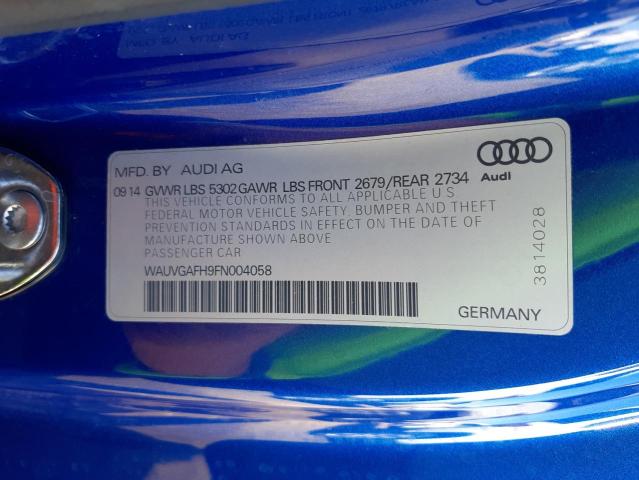 MFD. BY AUDI AG
09 14 GVWR LBS 5302 GAWR LBS FRONT 2679/REAR 2734
THIS VEHICLE CONFORMS TO ALL APPLICABLE U S
FEDERAL MOTOR VEHICLE SAFETY, BUMPER AND THEFT
PREVENTION STANDARDS IN EFFECT ON THE DATE OF
MANUFACTURE SHOWN ABOVE
PASSENGER CAR
WAUVGAFH9FN004058
Audi
3814028
GERMANY